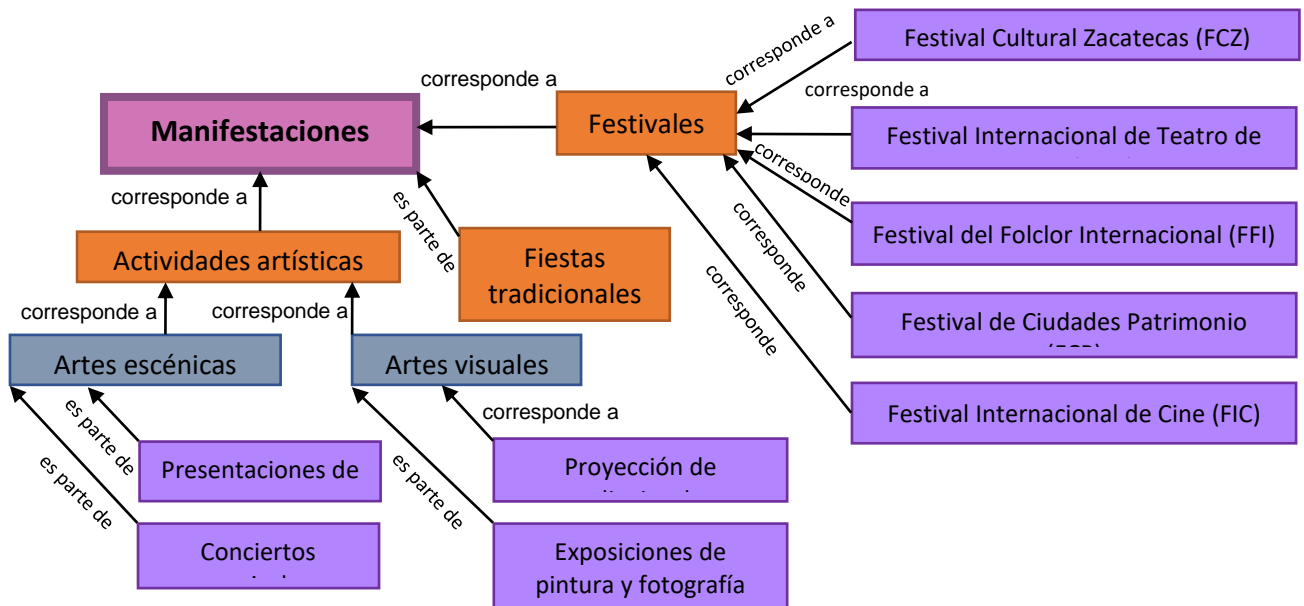 Festival Cultural Zacatecas (FCZ)
corresponde a
corresponde a
corresponde a
Manifestaciones
Festivales
Festival Internacional de Teatro de
corresponde
corresponde a
es parte de
Festival del Folclor Internacional (FFI)
Actividades artísticas
Fiestas
tradicionales
corresponde
corresponde
corresponde a
corresponde a
Festival de Ciudades Patrimonio
Artes escénicas
Artes visuales
Festival Internacional de Cine (FIC)
es parte de
corresponde a
es parte de
es parte de
Presentaciones de
Proyección de
Conciertos
Exposiciones de
pintura y fotografía